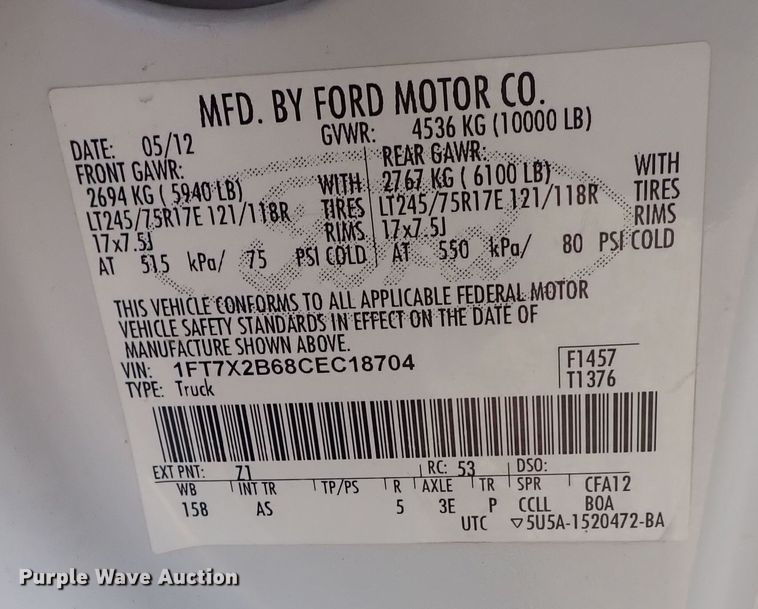 MFD. BY FORD MOTOR CO.
DATE: 05/12 GVWR: 4536 KG (10000 LB)
FRONT GAWR: REAR GAWR:
2694 KG ( 5940 LB) WITH 2767 KG ( 6100 LB) WITH
LT245/75R17E 121/118R TIRES LT245/75R17E 121/118R TIRES
17x7.5J RIMS 17x7.5J RIMS
AT 515 kPa/ 75 PSI COLD AT 550 kPa/ 80 PSI COLD
THIS VEHICLE CONFORMS TO ALL APPLICABLE FEDERAL MOTOR
VEHICLE SAFETY STANDARDS IN EFFECT ON THE DATE OF
MANUFACTURE SHOWN ABOVE.
VIN: 1FT7X2B68CEC18704 F1457
TYPE: Truck T1376
EXT PNT: Z1 RC: 53 DSO:
WB INT TR TP/PS R AXLE TR SPR CFA12
158 AS 5 3E P CCLL BOA
UTC ▽5U5A-1520472-BA
Purple Wave Auction